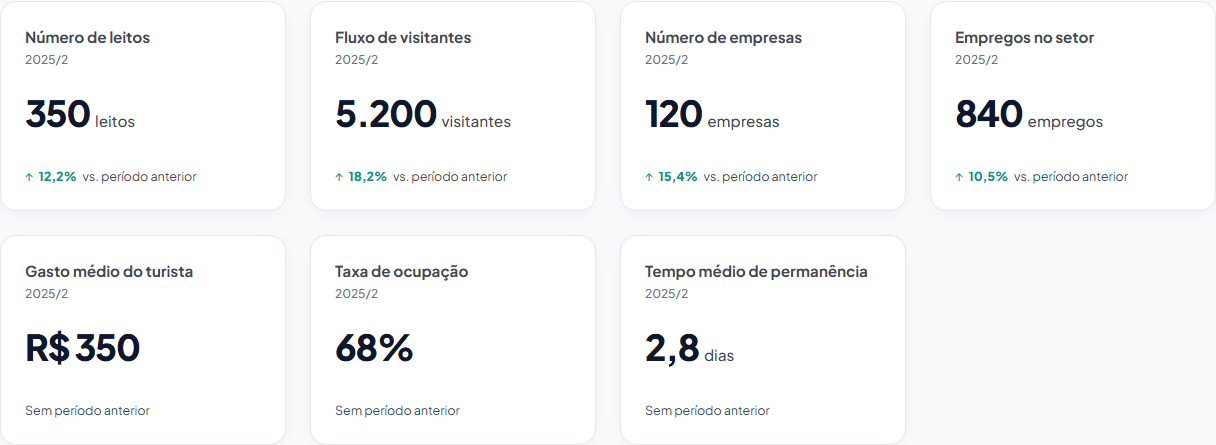 Número de leitos
2025/2
350 leitos
↑ 12,2% vs. período anterior
Fluxo de visitantes
2025/2
5.200 visitantes
↑ 18,2% vs. período anterior
Número de empresas
2025/2
120 empresas
↑ 15,4% vs. período anterior
Empregos no setor
2025/2
840 empregos
↑ 10,5% vs. período anterior
Gasto médio do turista
2025/2
R$ 350
Sem período anterior
Taxa de ocupação
2025/2
68%
Sem período anterior
Tempo médio de permanência
2025/2
2,8 dias
Sem período anterior